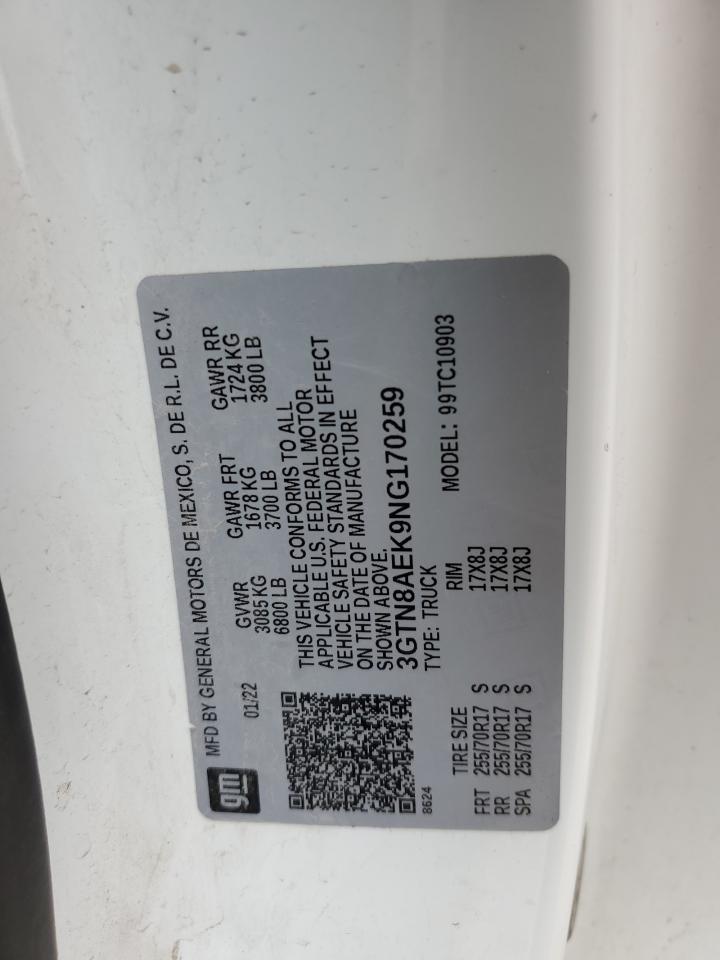 gm
MFD BY GENERAL MOTORS DE MEXICO, S. DE R.L. DE C.V.
01/22
GVWR GAWR FRT GAWR RR
3085 KG 1678 KG 1724 KG
6800 LB 3700 LB 3800 LB
THIS VEHICLE CONFORMS TO ALL
APPLICABLE U.S. FEDERAL MOTOR
VEHICLE SAFETY STANDARDS IN EFFECT
ON THE DATE OF MANUFACTURE
SHOWN ABOVE.
3GTN8AEK9NG170259
8624
TYPE: TRUCK MODEL: 99TC10903
TIRE SIZE RIM
FRT 255/70R17 S 17X8J
RR 255/70R17 S 17X8J
SPA 255/70R17 S 17X8J